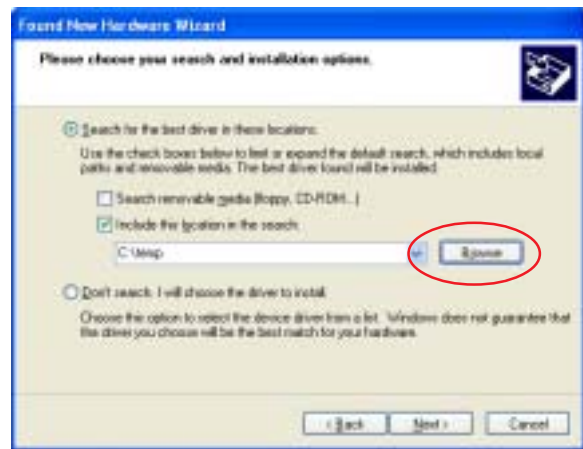 Found New Hardware Wizard
Please choose your search and installation options.
Search for the best driver in these locations.
Use the check boxes below to limit or expand the default search, which includes local
paths and removable media. The best driver found will be installed.
Search removable media (floppy, CD-ROM...)
Include this location in the search:
C:\temp
Browse
Don't search. I will choose the driver to install.
Choose this option to select the device driver from a list. Windows does not guarantee that
the driver you choose will be the best match for your hardware.
< Back Next > Cancel